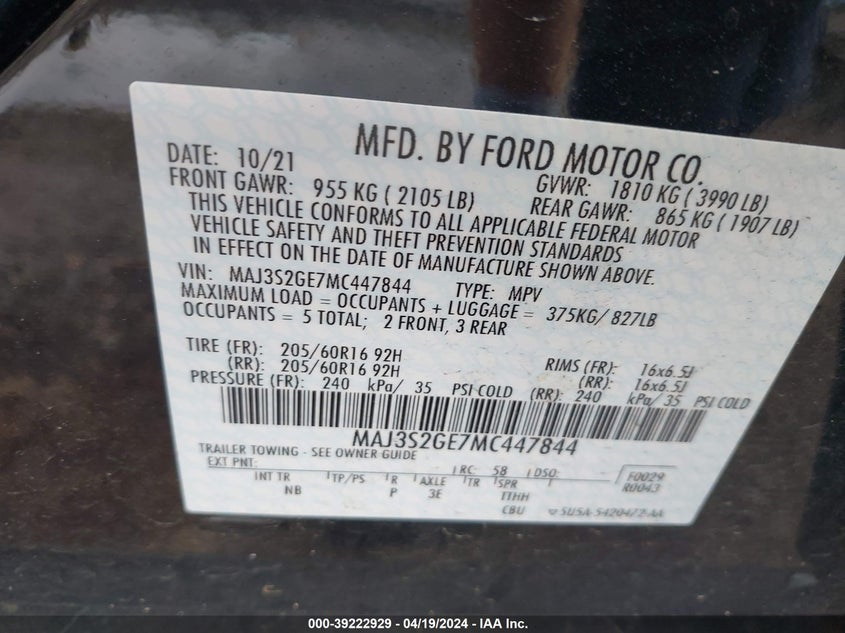 MFD. BY FORD MOTOR CO.
DATE: 10/21 GVWR: 1810 KG ( 3990 LB)
FRONT GAWR: 955 KG ( 2105 LB) REAR GAWR: 865 KG ( 1907 LB)
THIS VEHICLE CONFORMS TO ALL APPLICABLE FEDERAL MOTOR
VEHICLE SAFETY AND THEFT PREVENTION STANDARDS
IN EFFECT ON THE DATE OF MANUFACTURE SHOWN ABOVE.
VIN: MAJ3S2GE7MC447844 TYPE: MPV
MAXIMUM LOAD = OCCUPANTS + LUGGAGE = 375KG/ 827LB
OCCUPANTS = 5 TOTAL; 2 FRONT, 3 REAR
TIRE (FR): 205/60R16 92H RIMS (FR): 16x6.5J
(RR): 205/60R16 92H (RR): 16x6.5J
PRESSURE (FR): 240 kPa/ 35 PSI COLD (RR): 240 kPa/ 35 PSI COLD
MAJ3S2GE7MC447844
TRAILER TOWING - SEE OWNER GUIDE
EXT PNT: RC: 58 DSO: F0029
INT TR TP/PS R AXLE TR SPR R0043
NB P 3E TTHH
CBU 5U5A-5420472-AA
000-39222929 - 04/19/2024 - IAA Inc.